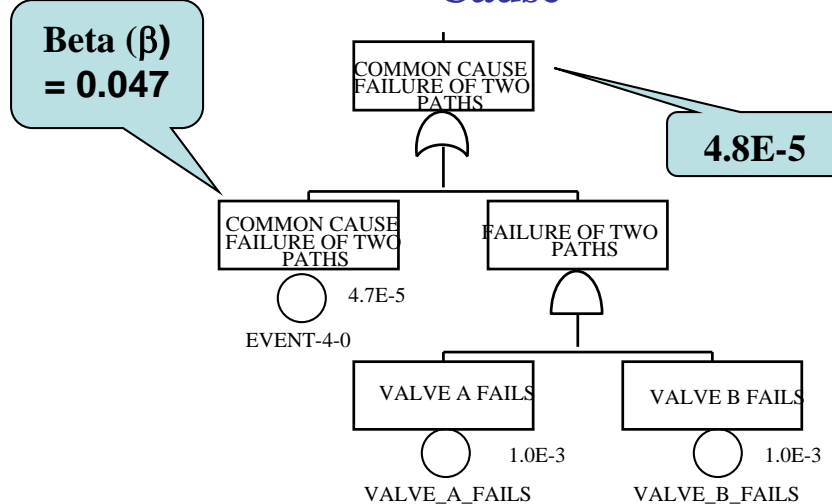 Cause
Beta (β)
= 0.047
COMMON CAUSE
FAILURE OF TWO
PATHS
4.8E-5
COMMON CAUSE
FAILURE OF TWO
PATHS
FAILURE OF TWO
PATHS
4.7E-5
EVENT-4-0
VALVE A FAILS
VALVE B FAILS
1.0E-3
1.0E-3
VALVE_A_FAILS
VALVE_B_FAILS